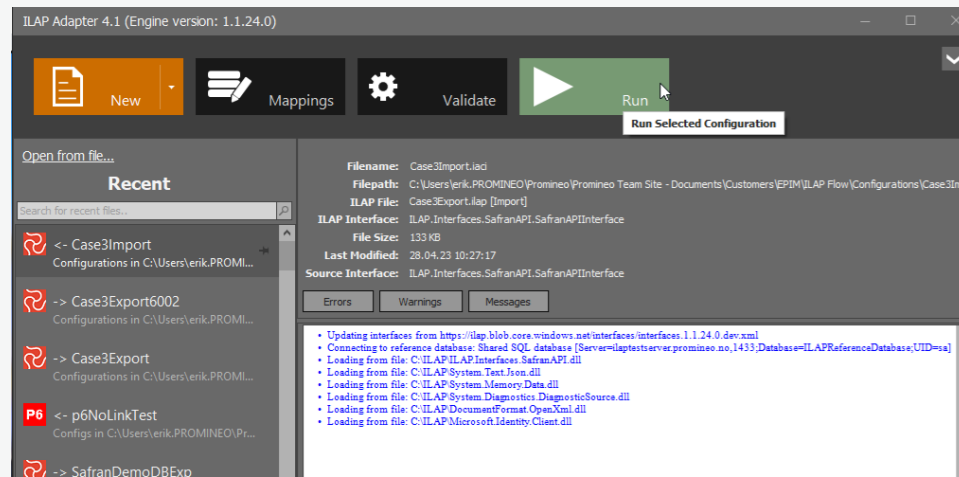 ILAP Adapter 4.1 (Engine version: 1.1.24.0)
New
Mappings
Validate
Run
Run Selected Configuration
Open from file...
Recent
Search for recent files..
<- Case3Import
Configurations in C:\Users\erik.PROMI...
-> Case3Export6002
Configurations in C:\Users\erik.PROMI...
-> Case3Export
Configurations in C:\Users\erik.PROMI...
P6 <- p6NoLinkTest
Configs in C:\Users\erik.PROMINEO\Pr...
-> SafranDemoDBExp
Filename: Case3Import.iaci
Filepath: C:\Users\erik.PROMINEO\Promineo\Promineo Team Site - Documents\Customers\EPIM\ILAP Flow\Configurations\Case3Im
ILAP File: Case3Export.ilap [Import]
ILAP Interface: ILAP.Interfaces.SafranAPI.SafranAPIInterface
File Size: 133 KB
Last Modified: 28.04.23 10:27:17
Source Interface: ILAP.Interfaces.SafranAPI.SafranAPIInterface
Errors Warnings Messages
• Updating interfaces from https://ilap.blob.core.windows.net/interfaces/interfaces.1.1.24.0.dev.xml
• Connecting to reference database: Shared SQL database [Server=ilaptestserver.promineo.no,1433;Database=ILAPReferenceDatabase;UID=sa]
• Loading from file: C:\ILAP\ILAP.Interfaces.SafranAPI.dll
• Loading from file: C:\ILAP\System.Text.Json.dll
• Loading from file: C:\ILAP\System.Memory.Data.dll
• Loading from file: C:\ILAP\System.Diagnostics.DiagnosticSource.dll
• Loading from file: C:\ILAP\DocumentFormat.OpenXml.dll
• Loading from file: C:\ILAP\Microsoft.Identity.Client.dll